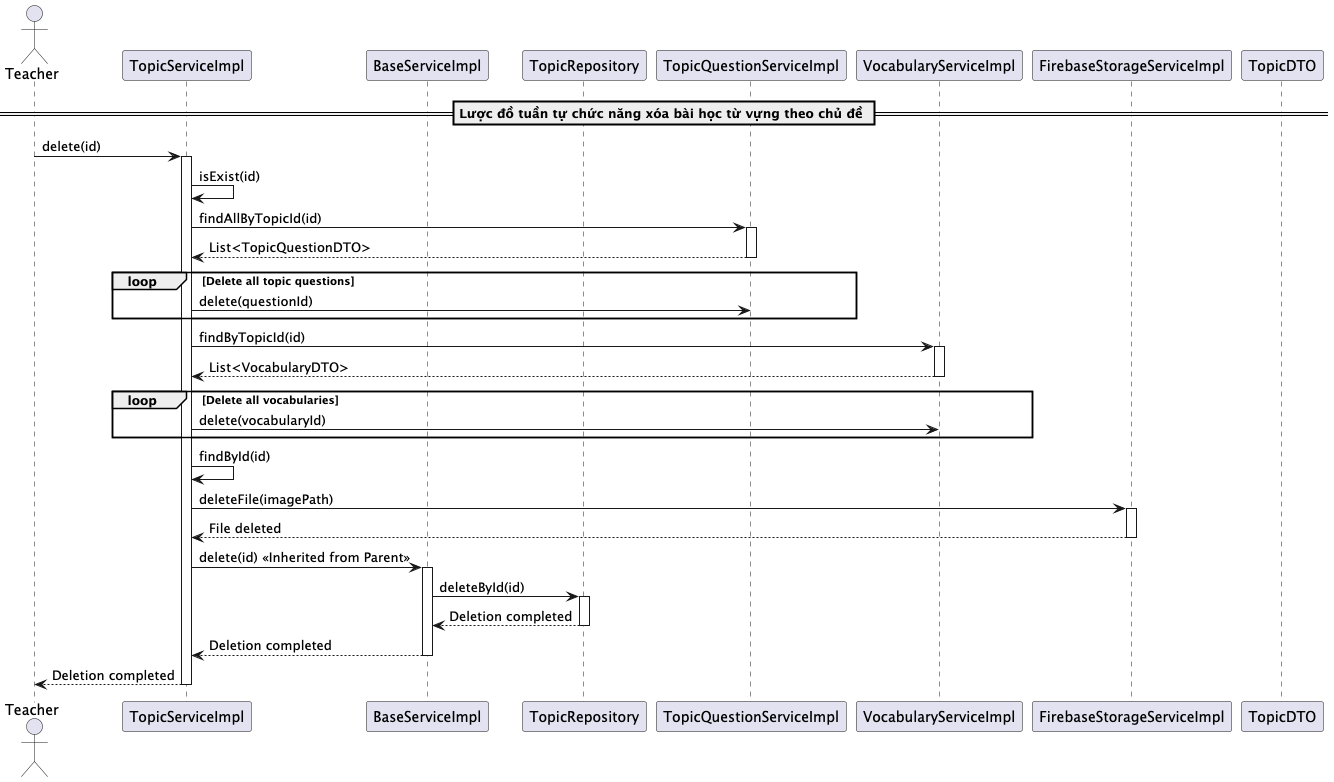 Teacher
TopicServiceImpl
BaseServiceImpl
TopicRepository
TopicQuestionServiceImpl
VocabularyServiceImpl
FirebaseStorageServiceImpl
TopicDTO
Lược đồ tuần tự chức năng xóa bài học từ vựng theo chủ đề
delete(id)
isExist(id)
findAllByTopicId(id)
List<TopicQuestionDTO>
loop [Delete all topic questions]
delete(questionId)
findByTopicId(id)
List<VocabularyDTO>
loop [Delete all vocabularies]
delete(vocabularyId)
findById(id)
deleteFile(imagePath)
File deleted
delete(id) «Inherited from Parent»
deleteById(id)
Deletion completed
Deletion completed
Deletion completed
Teacher
TopicServiceImpl
BaseServiceImpl
TopicRepository
TopicQuestionServiceImpl
VocabularyServiceImpl
FirebaseStorageServiceImpl
TopicDTO